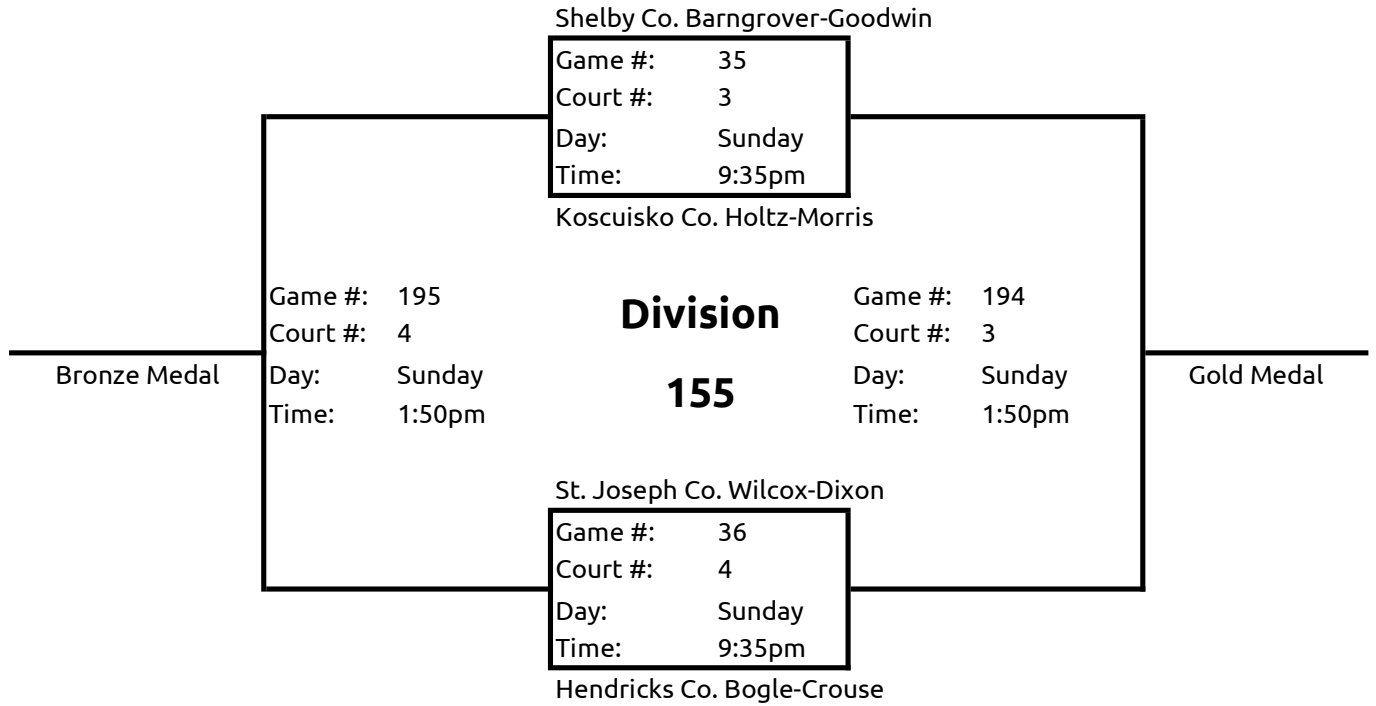 Shelby Co. Barngrover-Goodwin
Game #: 35
Court #: 3
Day: Sunday
Time: 9:35pm
Koscuisko Co. Holtz-Morris
Game #: 195
Court #: 4
Day: Sunday
Time: 1:50pm
Bronze Medal
Division
155
Game #: 194
Court #: 3
Day: Sunday
Time: 1:50pm
Gold Medal
St. Joseph Co. Wilcox-Dixon
Game #: 36
Court #: 4
Day: Sunday
Time: 9:35pm
Hendricks Co. Bogle-Crouse